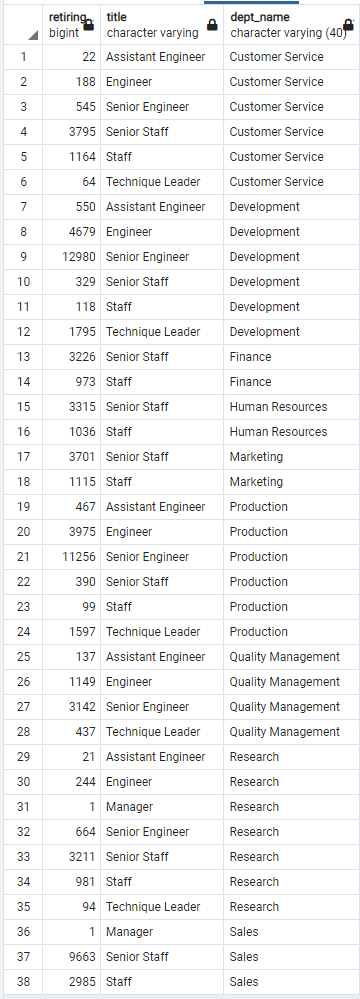 retiring title dept_name
bigint character varying character varying (40)
1 22 Assistant Engineer Customer Service
2 188 Engineer Customer Service
3 545 Senior Engineer Customer Service
4 3795 Senior Staff Customer Service
5 1164 Staff Customer Service
6 64 Technique Leader Customer Service
7 550 Assistant Engineer Development
8 4679 Engineer Development
9 12980 Senior Engineer Development
10 329 Senior Staff Development
11 118 Staff Development
12 1795 Technique Leader Development
13 3226 Senior Staff Finance
14 973 Staff Finance
15 3315 Senior Staff Human Resources
16 1036 Staff Human Resources
17 3701 Senior Staff Marketing
18 1115 Staff Marketing
19 467 Assistant Engineer Production
20 3975 Engineer Production
21 11256 Senior Engineer Production
22 390 Senior Staff Production
23 99 Staff Production
24 1597 Technique Leader Production
25 137 Assistant Engineer Quality Management
26 1149 Engineer Quality Management
27 3142 Senior Engineer Quality Management
28 437 Technique Leader Quality Management
29 21 Assistant Engineer Research
30 244 Engineer Research
31 1 Manager Research
32 664 Senior Engineer Research
33 3211 Senior Staff Research
34 981 Staff Research
35 94 Technique Leader Research
36 1 Manager Sales
37 9663 Senior Staff Sales
38 2985 Staff Sales